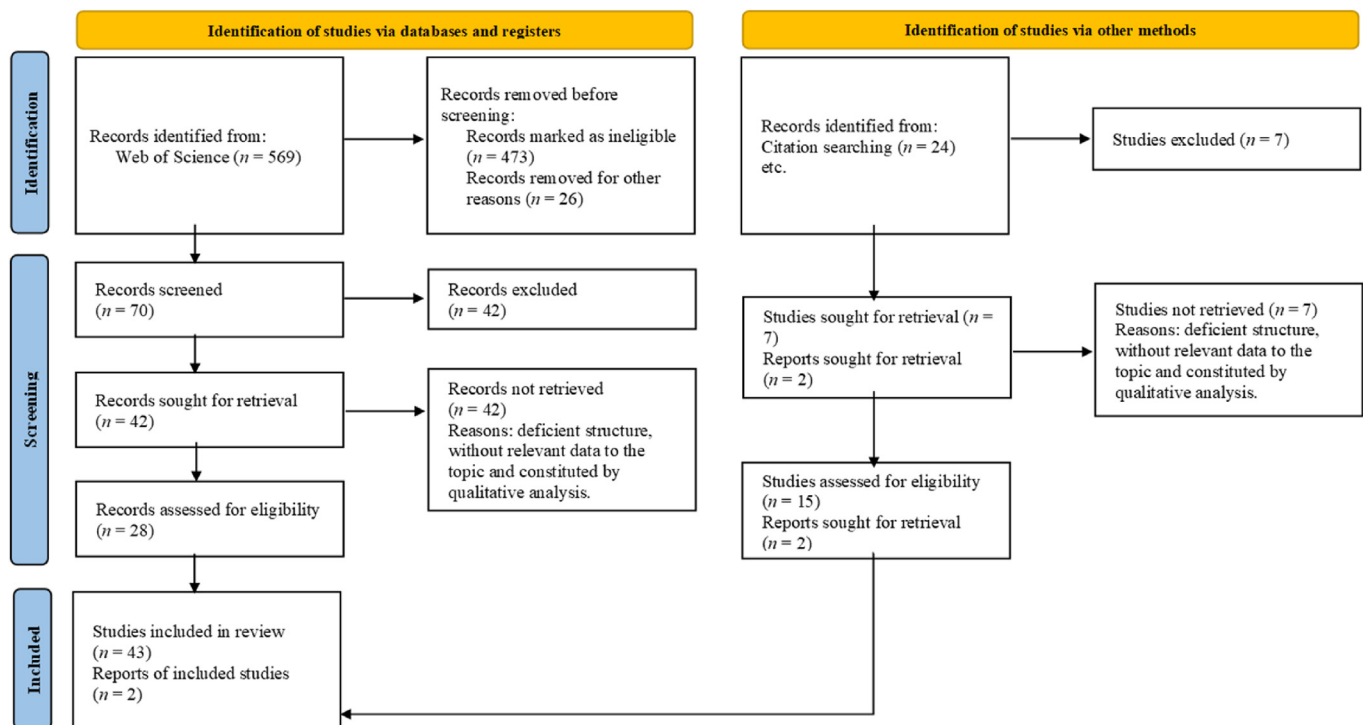 Identification of studies via databases and registers
Identification of studies via other methods
Identification
Records identified from:
Web of Science (n = 569)
Records removed before
screening:
Records marked as ineligible
(n = 473)
Records removed for other
reasons (n = 26)
Records identified from:
Citation searching (n = 24)
etc.
Studies excluded (n = 7)
Screening
Records screened
(n = 70)
Records excluded
(n = 42)
Studies sought for retrieval (n =
7)
Reports sought for retrieval
(n = 2)
Studies not retrieved (n = 7)
Reasons: deficient structure,
without relevant data to the
topic and constituted by
qualitative analysis.
Records sought for retrieval
(n = 42)
Records not retrieved
(n = 42)
Reasons: deficient structure,
without relevant data to the
topic and constituted by
qualitative analysis.
Records assessed for eligibility
(n = 28)
Studies assessed for eligibility
(n = 15)
Reports sought for retrieval
(n = 2)
Included
Studies included in review
(n = 43)
Reports of included studies
(n = 2)